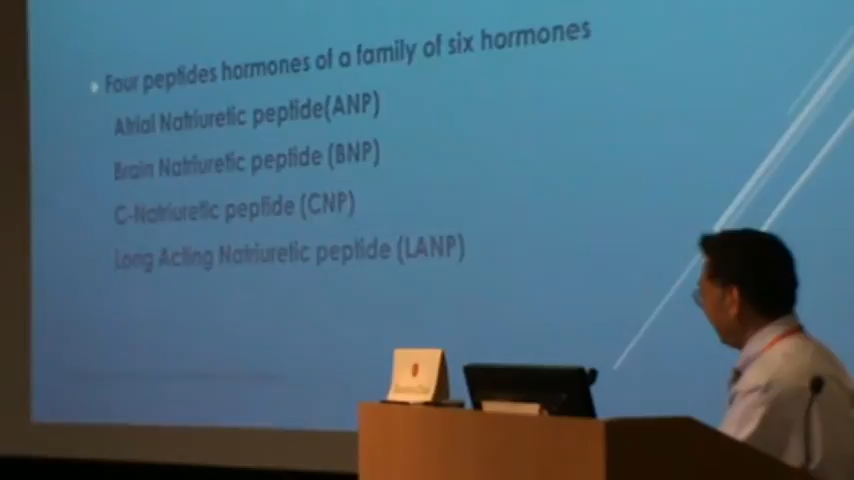 Four peptides hormones of a family of six hormones
Atrial Natriuretic peptide(ANP)
Brain Natriuretic peptide (BNP)
C-Natriuretic peptide (CNP)
Long Acting Natriuretic peptide (LANP)